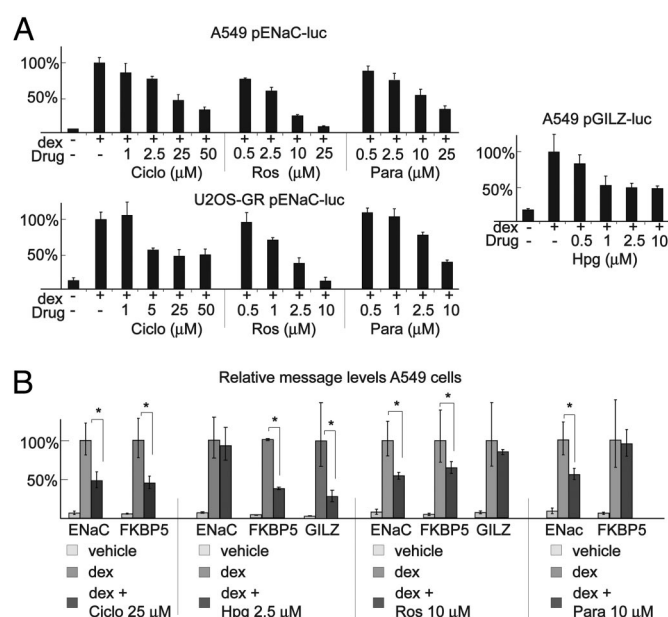 A
A549 pENaC-luc
100%
50%
dex - + + + + + + + + + + + + +
Drug - - 1 2.5 25 50 0.5 2.5 10 25 0.5 2.5 10 25
Ciclo (μM) Ros (μM) Para (μM)
U2OS-GR pENaC-luc
100%
50%
dex - + + + + + + + + + + + + +
Drug - - 1 5 25 50 0.5 1 2.5 10 0.5 1 2.5 10
Ciclo (μM) Ros (μM) Para (μM)
A549 pGILZ-luc
100%
50%
dex - + + + + +
Drug - - 0.5 1 2.5 10
Hpg (μM)
B
Relative message levels A549 cells
* * * * * * *
100%
50%
ENaC FKBP5 ENaC FKBP5 GILZ ENaC FKBP5 GILZ ENac FKBP5
vehicle vehicle vehicle vehicle
dex dex dex dex
dex + dex + dex + dex +
Ciclo 25 μM Hpg 2.5 μM Ros 10 μM Para 10 μM